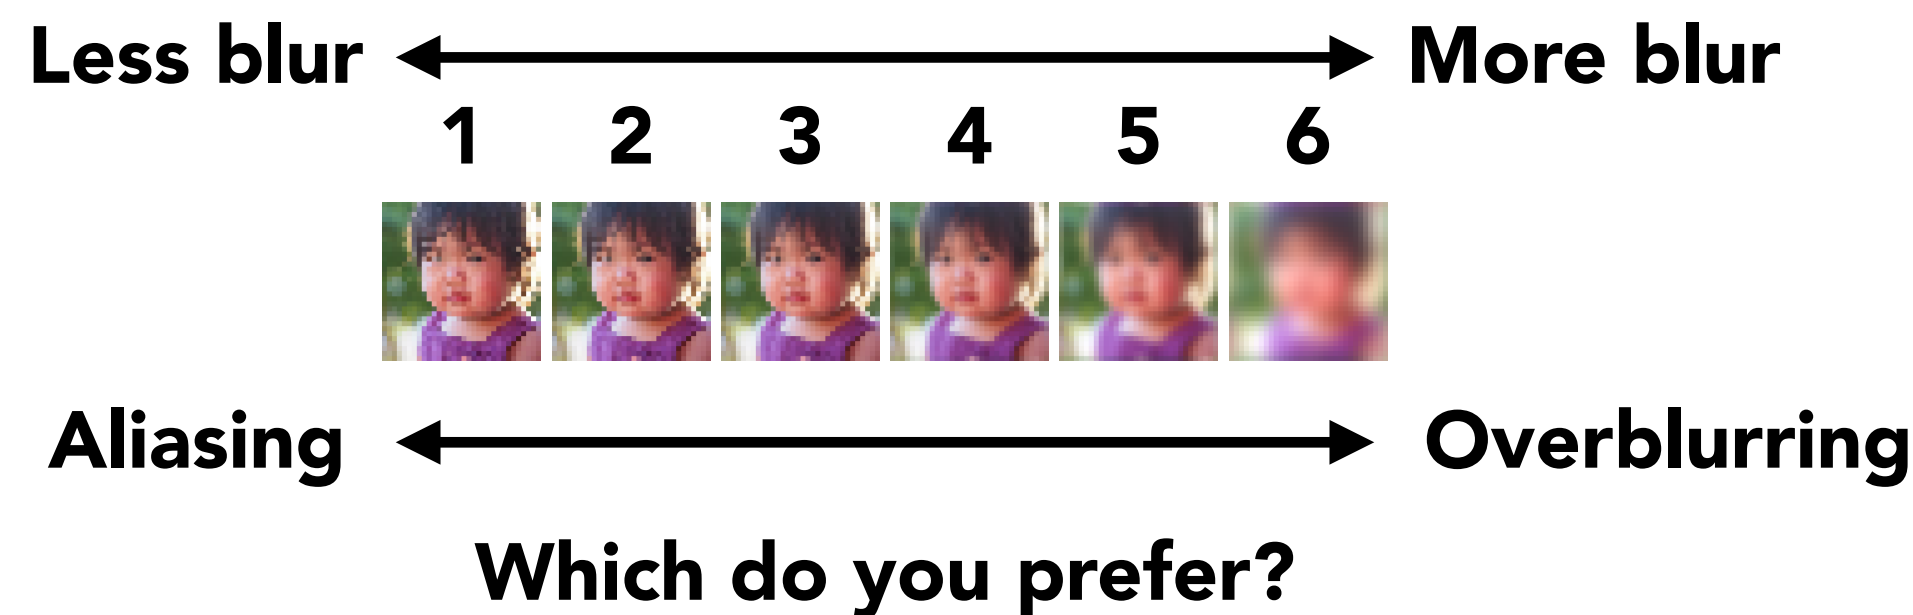 Less blur More blur
1 2 3 4 5 6
Aliasing Overblurring
Which do you prefer?